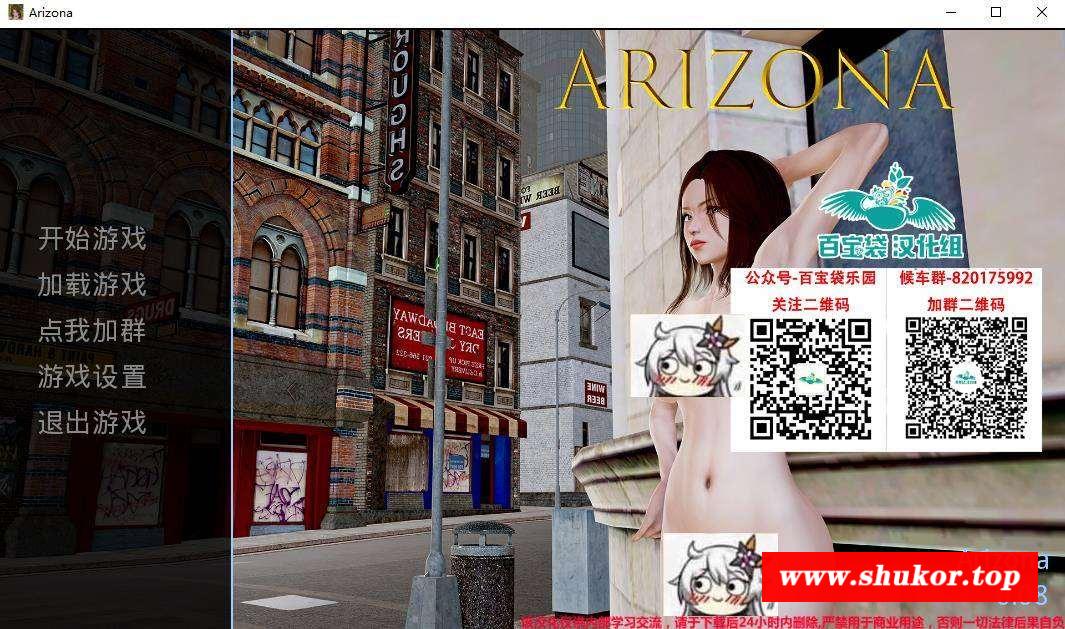 Arizona
ARIZONA
ROUGHS
BEER
WINE
BEER
开始游戏
加载游戏
点我加群
游戏设置
退出游戏
EAST BROADWAY
DRY
百宝袋 汉化组
公众号-百宝袋乐园
候车群-820175992
关注二维码
加群二维码
www.shukor.top
学习交流，请于下载后24小时内删除,严禁用于商业用途，否则一切法律后果自负